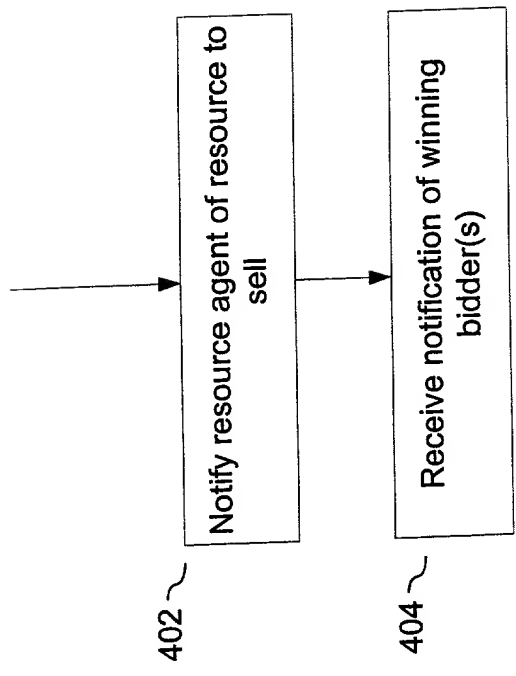 402
Notify resource agent of resource to
sell
404
Receive notification of winning
bidder(s)